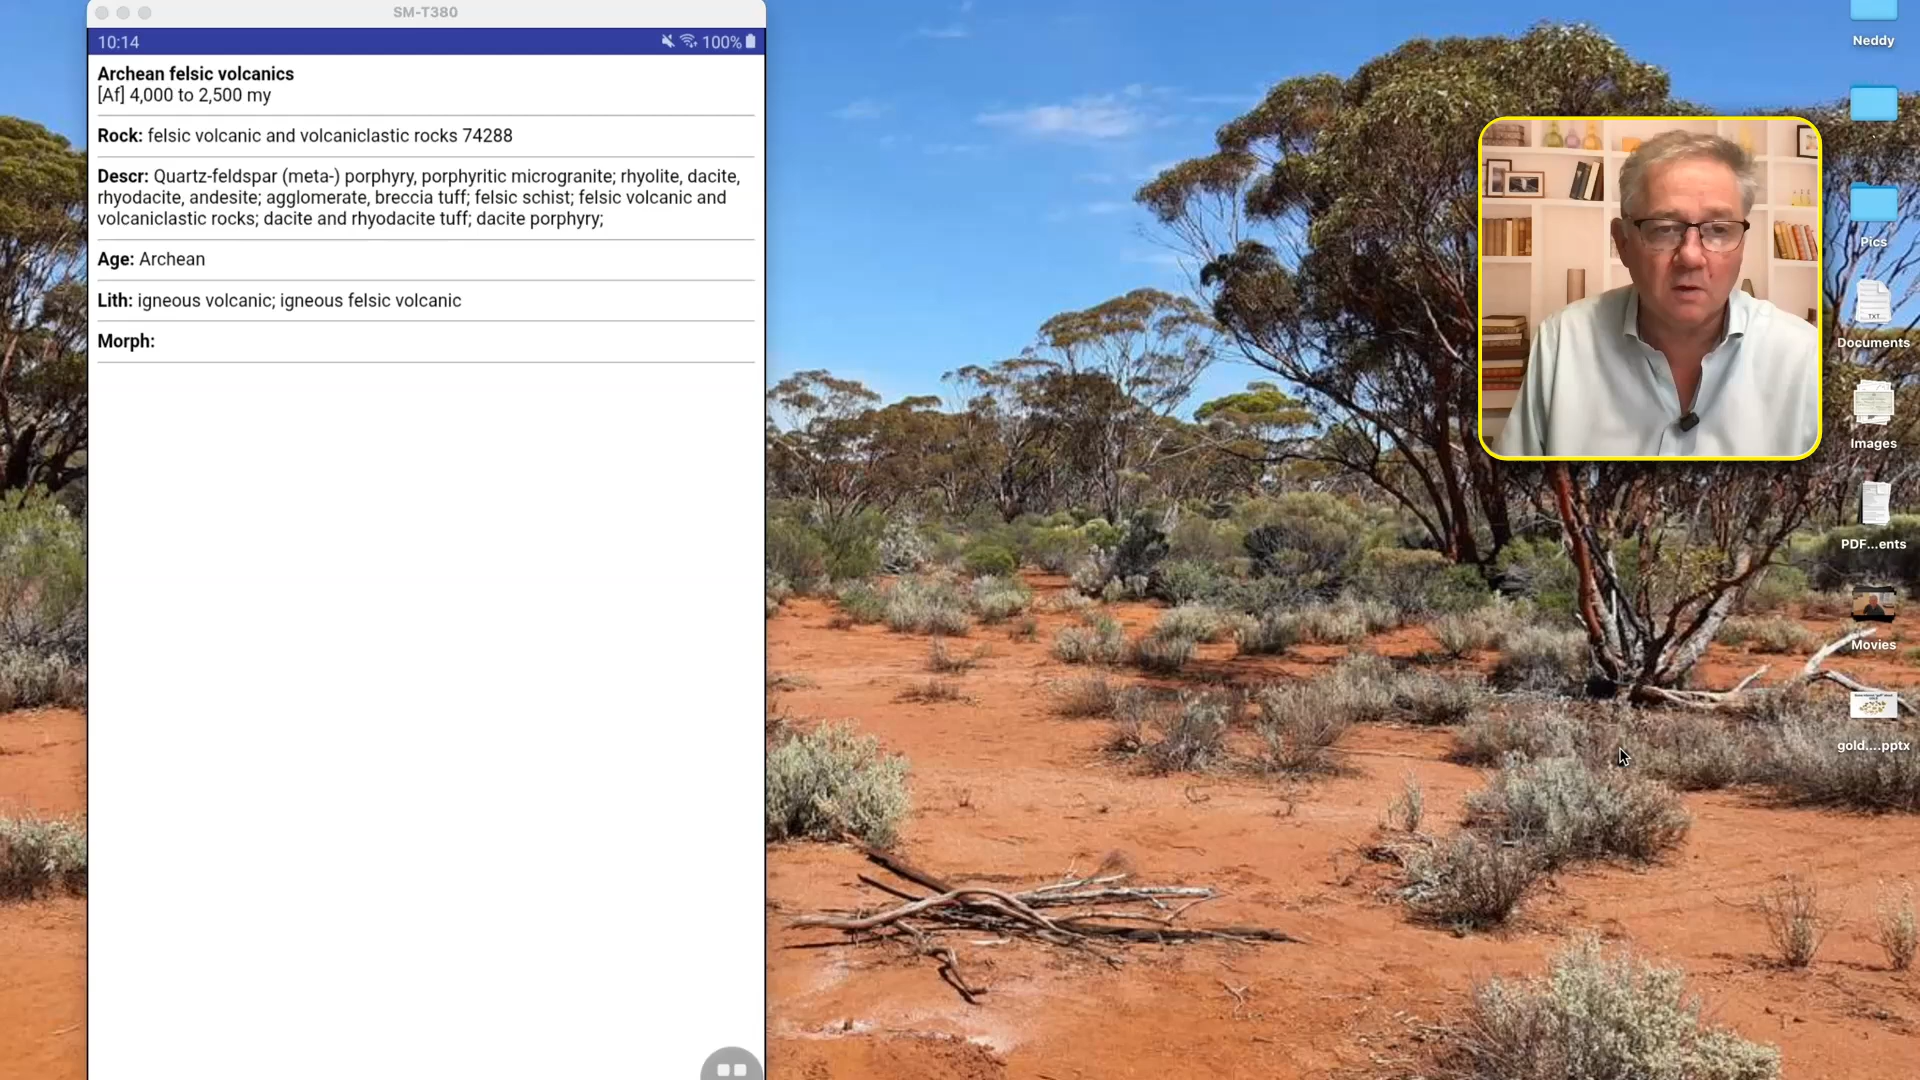 SM-T380
10:14
100%
Archean felsic volcanics
[Af] 4,000 to 2,500 my
Rock: felsic volcanic and volcaniclastic rocks 74288
Descr: Quartz-feldspar (meta-) porphyry, porphyritic microgranite; rhyolite, dacite,
rhyodacite, andesite; agglomerate, breccia tuff; felsic schist; felsic volcanic and
volcaniclastic rocks; dacite and rhyodacite tuff; dacite porphyry;
Age: Archean
Lith: igneous volcanic; igneous felsic volcanic
Morph:
Neddy
Pics
TXT
Documents
Images
PDF...ents
Movies
gold....pptx